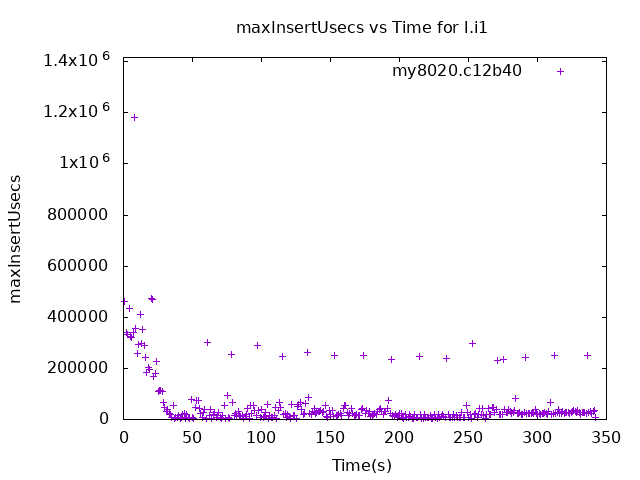 maxInsertUsecs vs Time for l.i1
1.4x10^6
my8020.c12b40
1.2x10^6
1x10^6
800000
maxInsertUsecs
600000
400000
200000
0
0 50 100 150 200 250 300 350
Time(s)